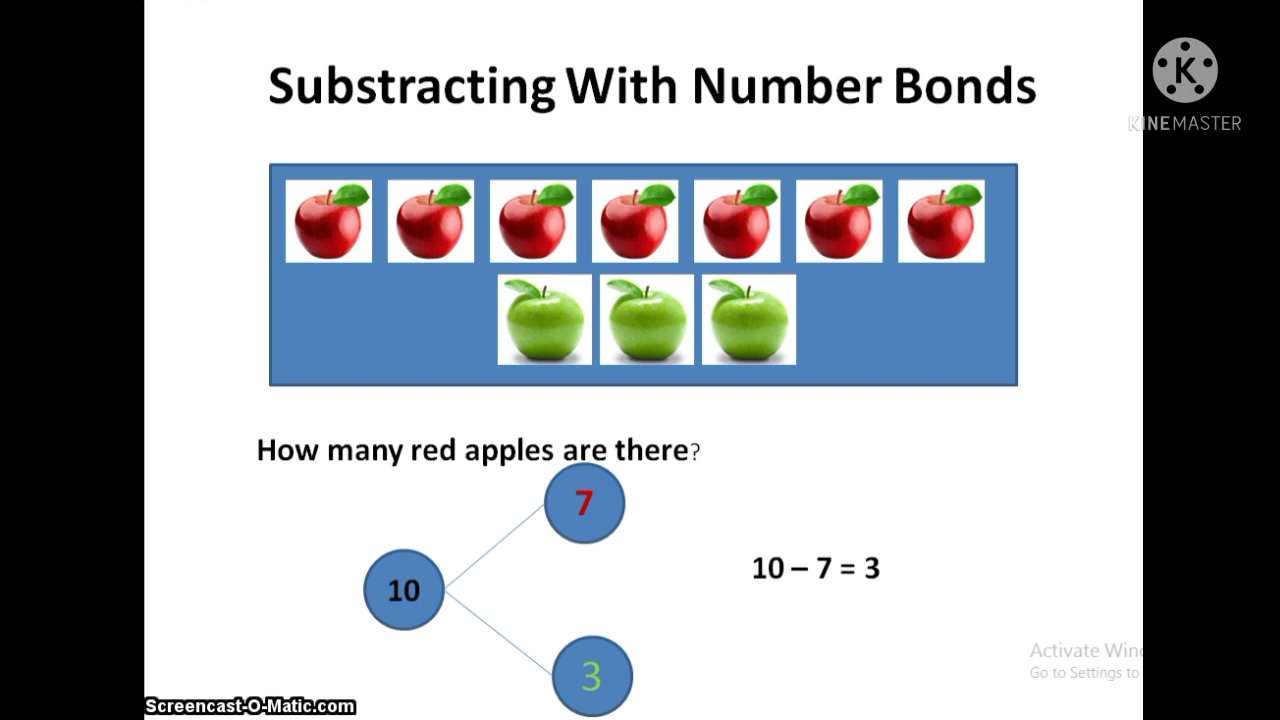 Substracting With Number Bonds
K
KINEMASTER
How many red apples are there?
7
10
10 – 7 = 3
3
Activate Win
Go to Settings to
Screencast-O-Matic.com